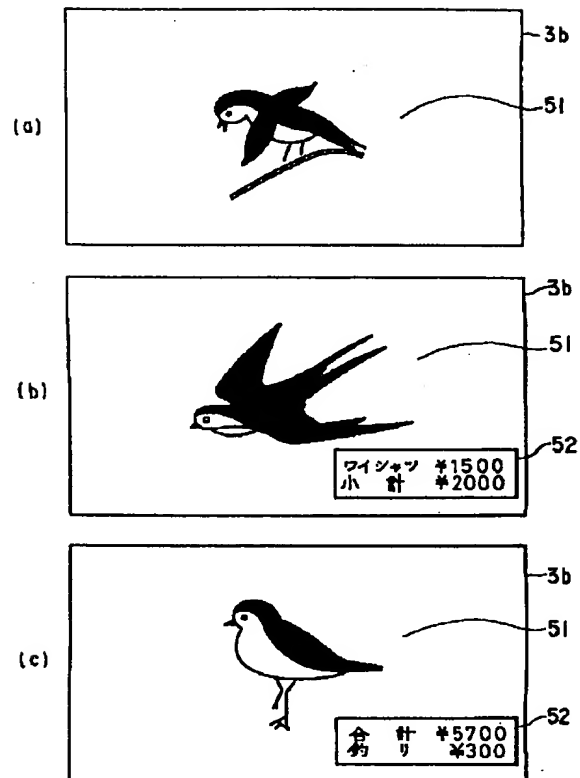 3b
(a)
51
3b
(b)
51
52
ワイシャツ ¥1500
小 計 ¥2000
3b
(c)
51
52
合 計 ¥5700
釣 り ¥300